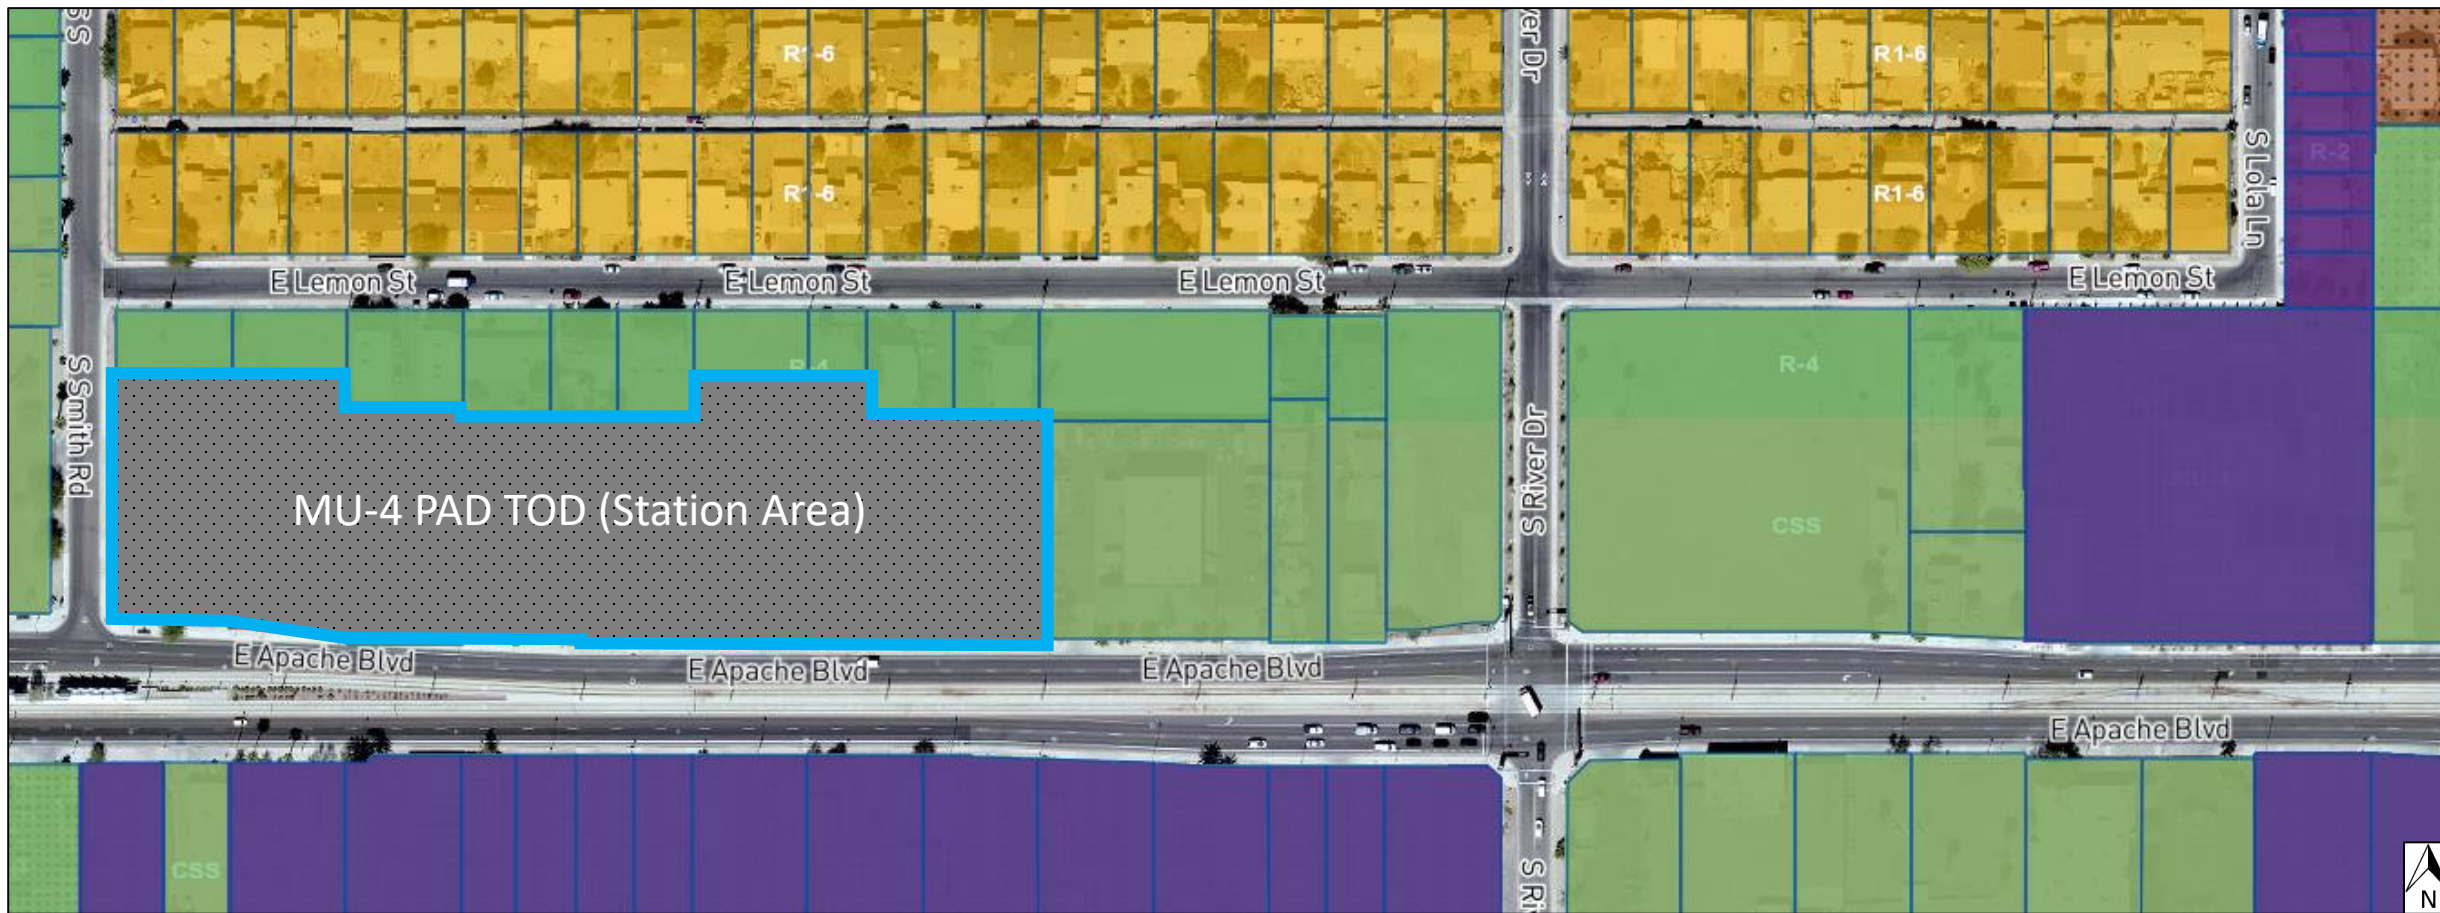 R1-6
R1-6
R1-6
R1-6
R-2
S Lola Ln
E Lemon St
E Lemon St
E Lemon St
E Lemon St
R-4
R-4
S Smith Rd
MU-4 PAD TOD (Station Area)
S River Dr
CSS
E Apache Blvd
E Apache Blvd
E Apache Blvd
E Apache Blvd
CSS
N